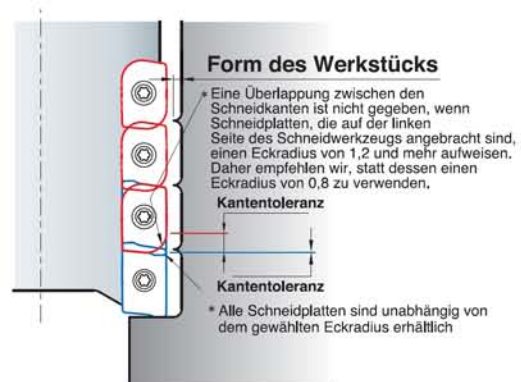 Form des Werkstücks
* Eine Überlappung zwischen den
Schneidkanten ist nicht gegeben, wenn
Schneidplatten, die auf der linken
Seite des Schneidwerkzeugs angebracht sind,
einen Eckradius von 1,2 und mehr aufweisen.
Daher empfehlen wir, statt dessen einen
Eckradius von 0,8 zu verwenden.
Kantentoleranz
Kantentoleranz
* Alle Schneidplatten sind unabhängig von
dem gewählten Eckradius erhältlich